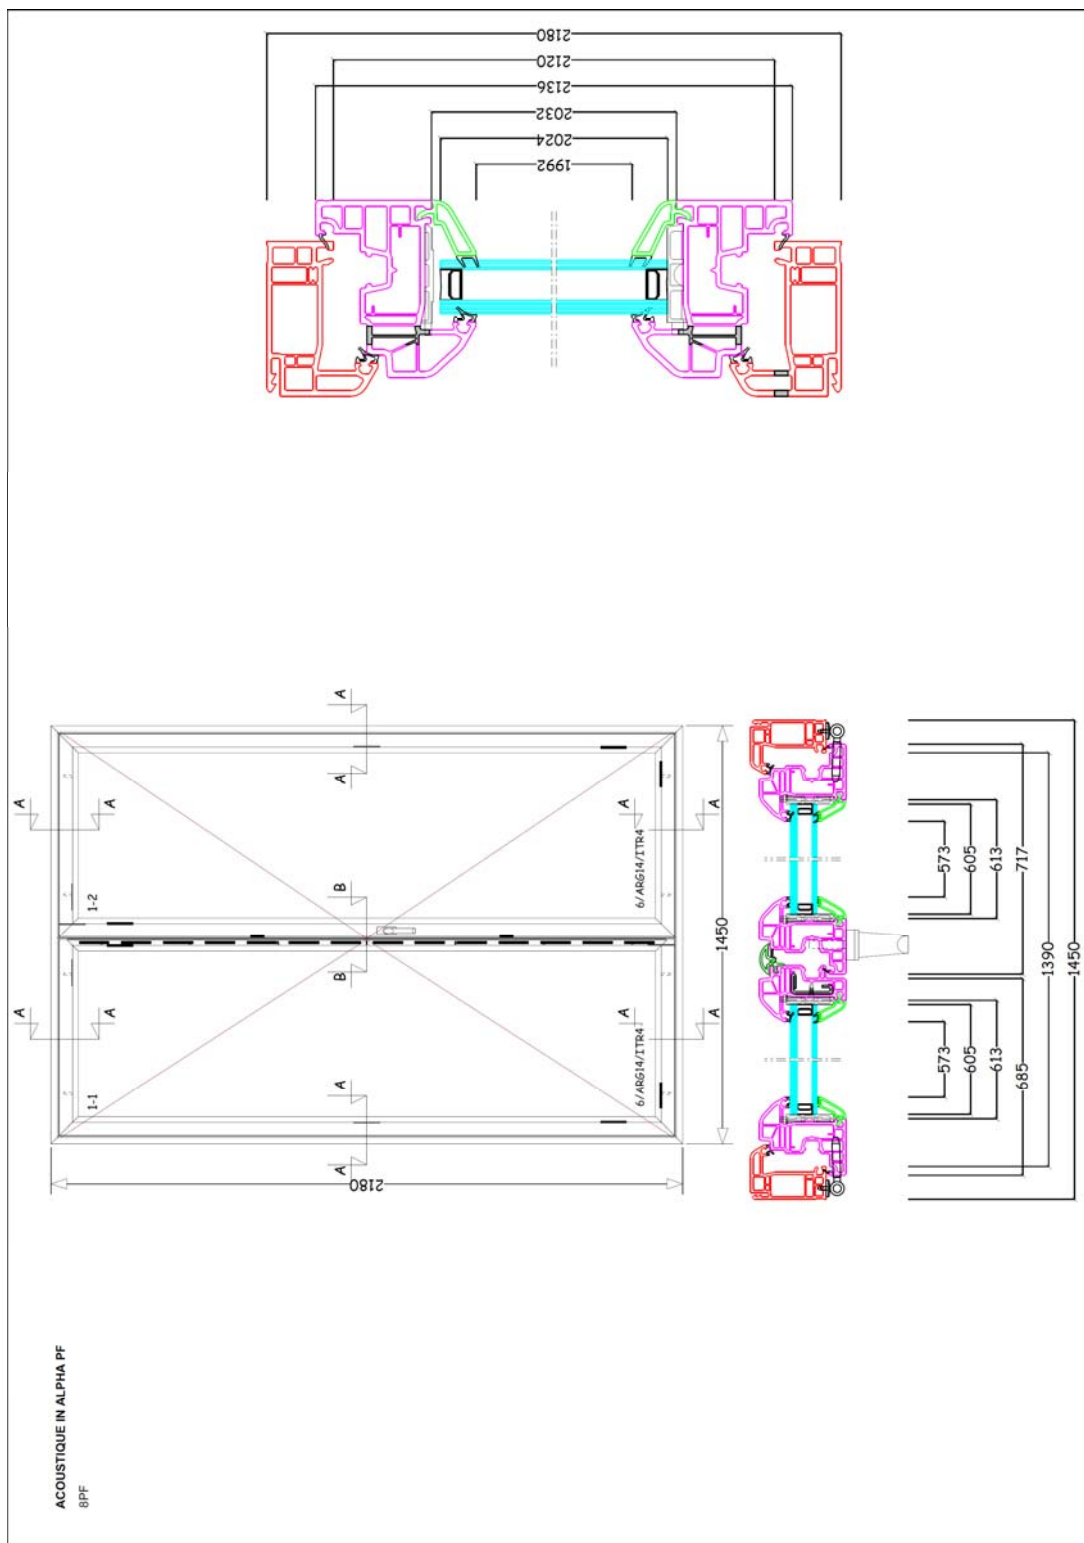 2180
2120
2136
2032
2024
1992
A
A
A
A
A
A
A
A
A
A
A
A
B
B
1-2
1-1
6/ARG14/ITR4
6/ARG14/ITR4
1450
2180
573
605
613
717
573
605
613
685
1390
1450
ACOUSTIQUE IN ALPHA PF
8PF